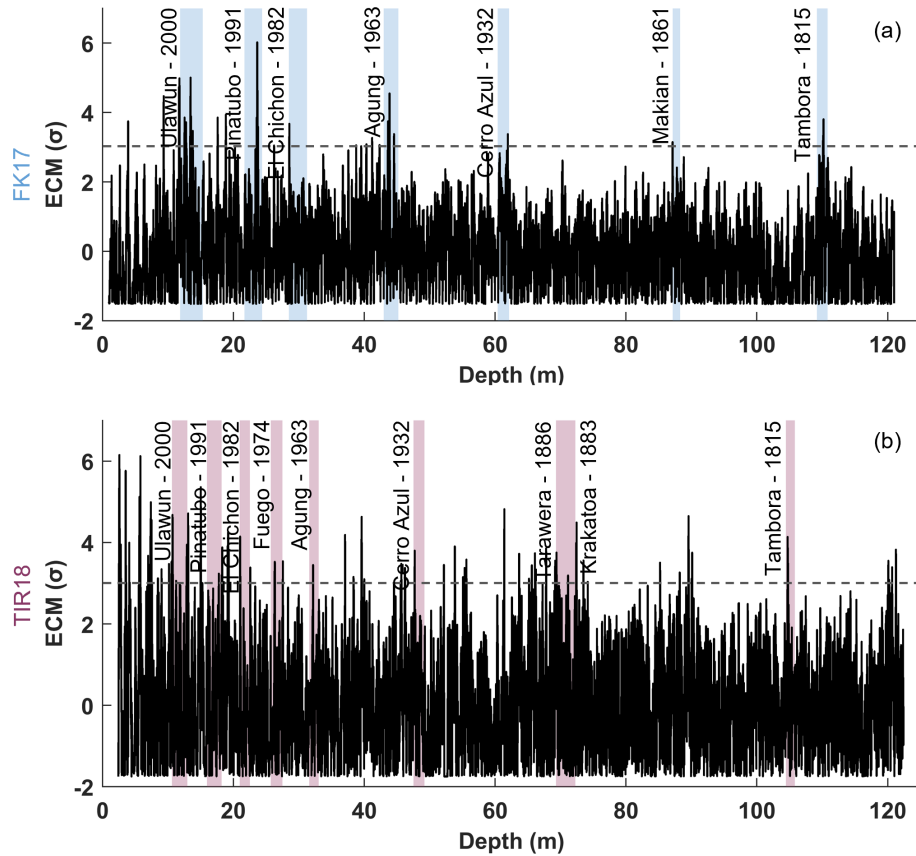 (a)
Ulawun - 2000
Pinatubo - 1991
El Chichon - 1982
Agung - 1963
Cerro Azul - 1932
Makian - 1861
Tambora - 1815
FK17
ECM (σ)
6
4
2
0
-2
0 20 40 60 80 100 120
Depth (m)
(b)
Ulawun - 2000
Pinatubo - 1991
El Chichon - 1982
Fuego - 1974
Agung - 1963
Cerro Azul - 1932
Tarawera - 1886
Krakatoa - 1883
Tambora - 1815
TIR18
ECM (σ)
6
4
2
0
-2
0 20 40 60 80 100 120
Depth (m)